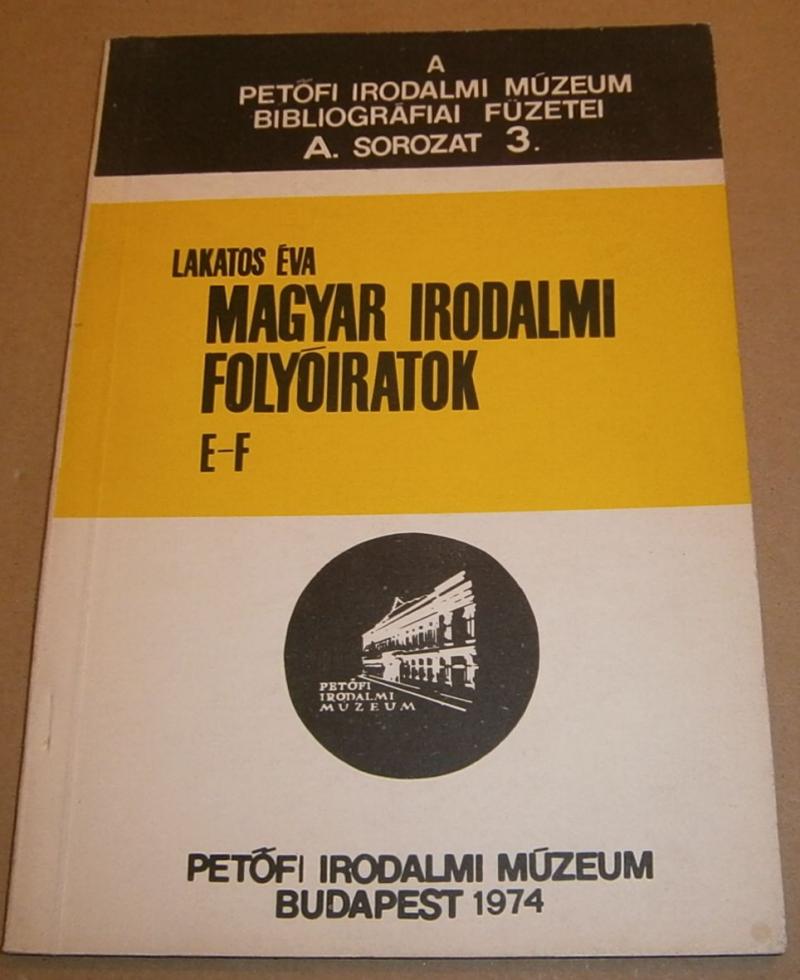 A
PETŐFI IRODALMI MÚZEUM
BIBLIOGRÁFIAI FÜZETEI
A. SOROZAT 3.
LAKATOS ÉVA
MAGYAR IRODALMI
FOLYÓIRATOK
E–F
PETŐFI
IRODALMI
MÚZEUM
PETŐFI IRODALMI MÚZEUM
BUDAPEST 1974